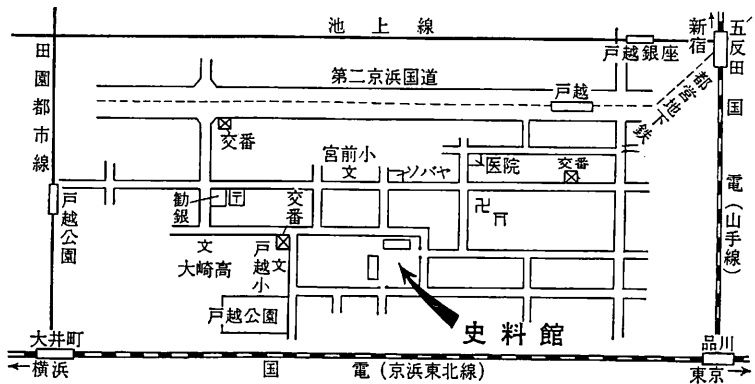 池上線
戸越銀座
新宿
五反田
田園都市線
第二京浜国道
戸越
都営地下鉄
国電(山手線)
交番
宮前小
文
ソバヤ
医院
交番
戸越公園
勧銀
〒
交番
卍
文
大崎高
戸越小
文
戸越公園
史料館
大井町
横浜
国電(京浜東北線)
品川
東京